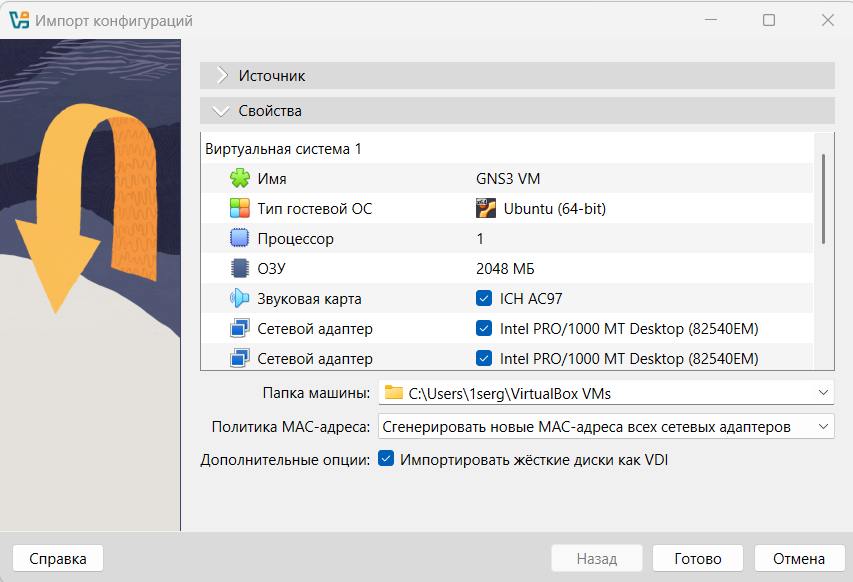 Импорт конфигураций
Источник
Свойства
Виртуальная система 1
Имя GNS3 VM
Тип гостевой ОС Ubuntu (64-bit)
Процессор 1
ОЗУ 2048 МБ
Звуковая карта ICH AC97
Сетевой адаптер Intel PRO/1000 MT Desktop (82540EM)
Сетевой адаптер Intel PRO/1000 MT Desktop (82540EM)
Папка машины: C:\Users\1serg\VirtualBox VMs
Политика MAC-адреса: Сгенерировать новые MAC-адреса всех сетевых адаптеров
Дополнительные опции: Импортировать жёсткие диски как VDI
Справка Назад Готово Отмена